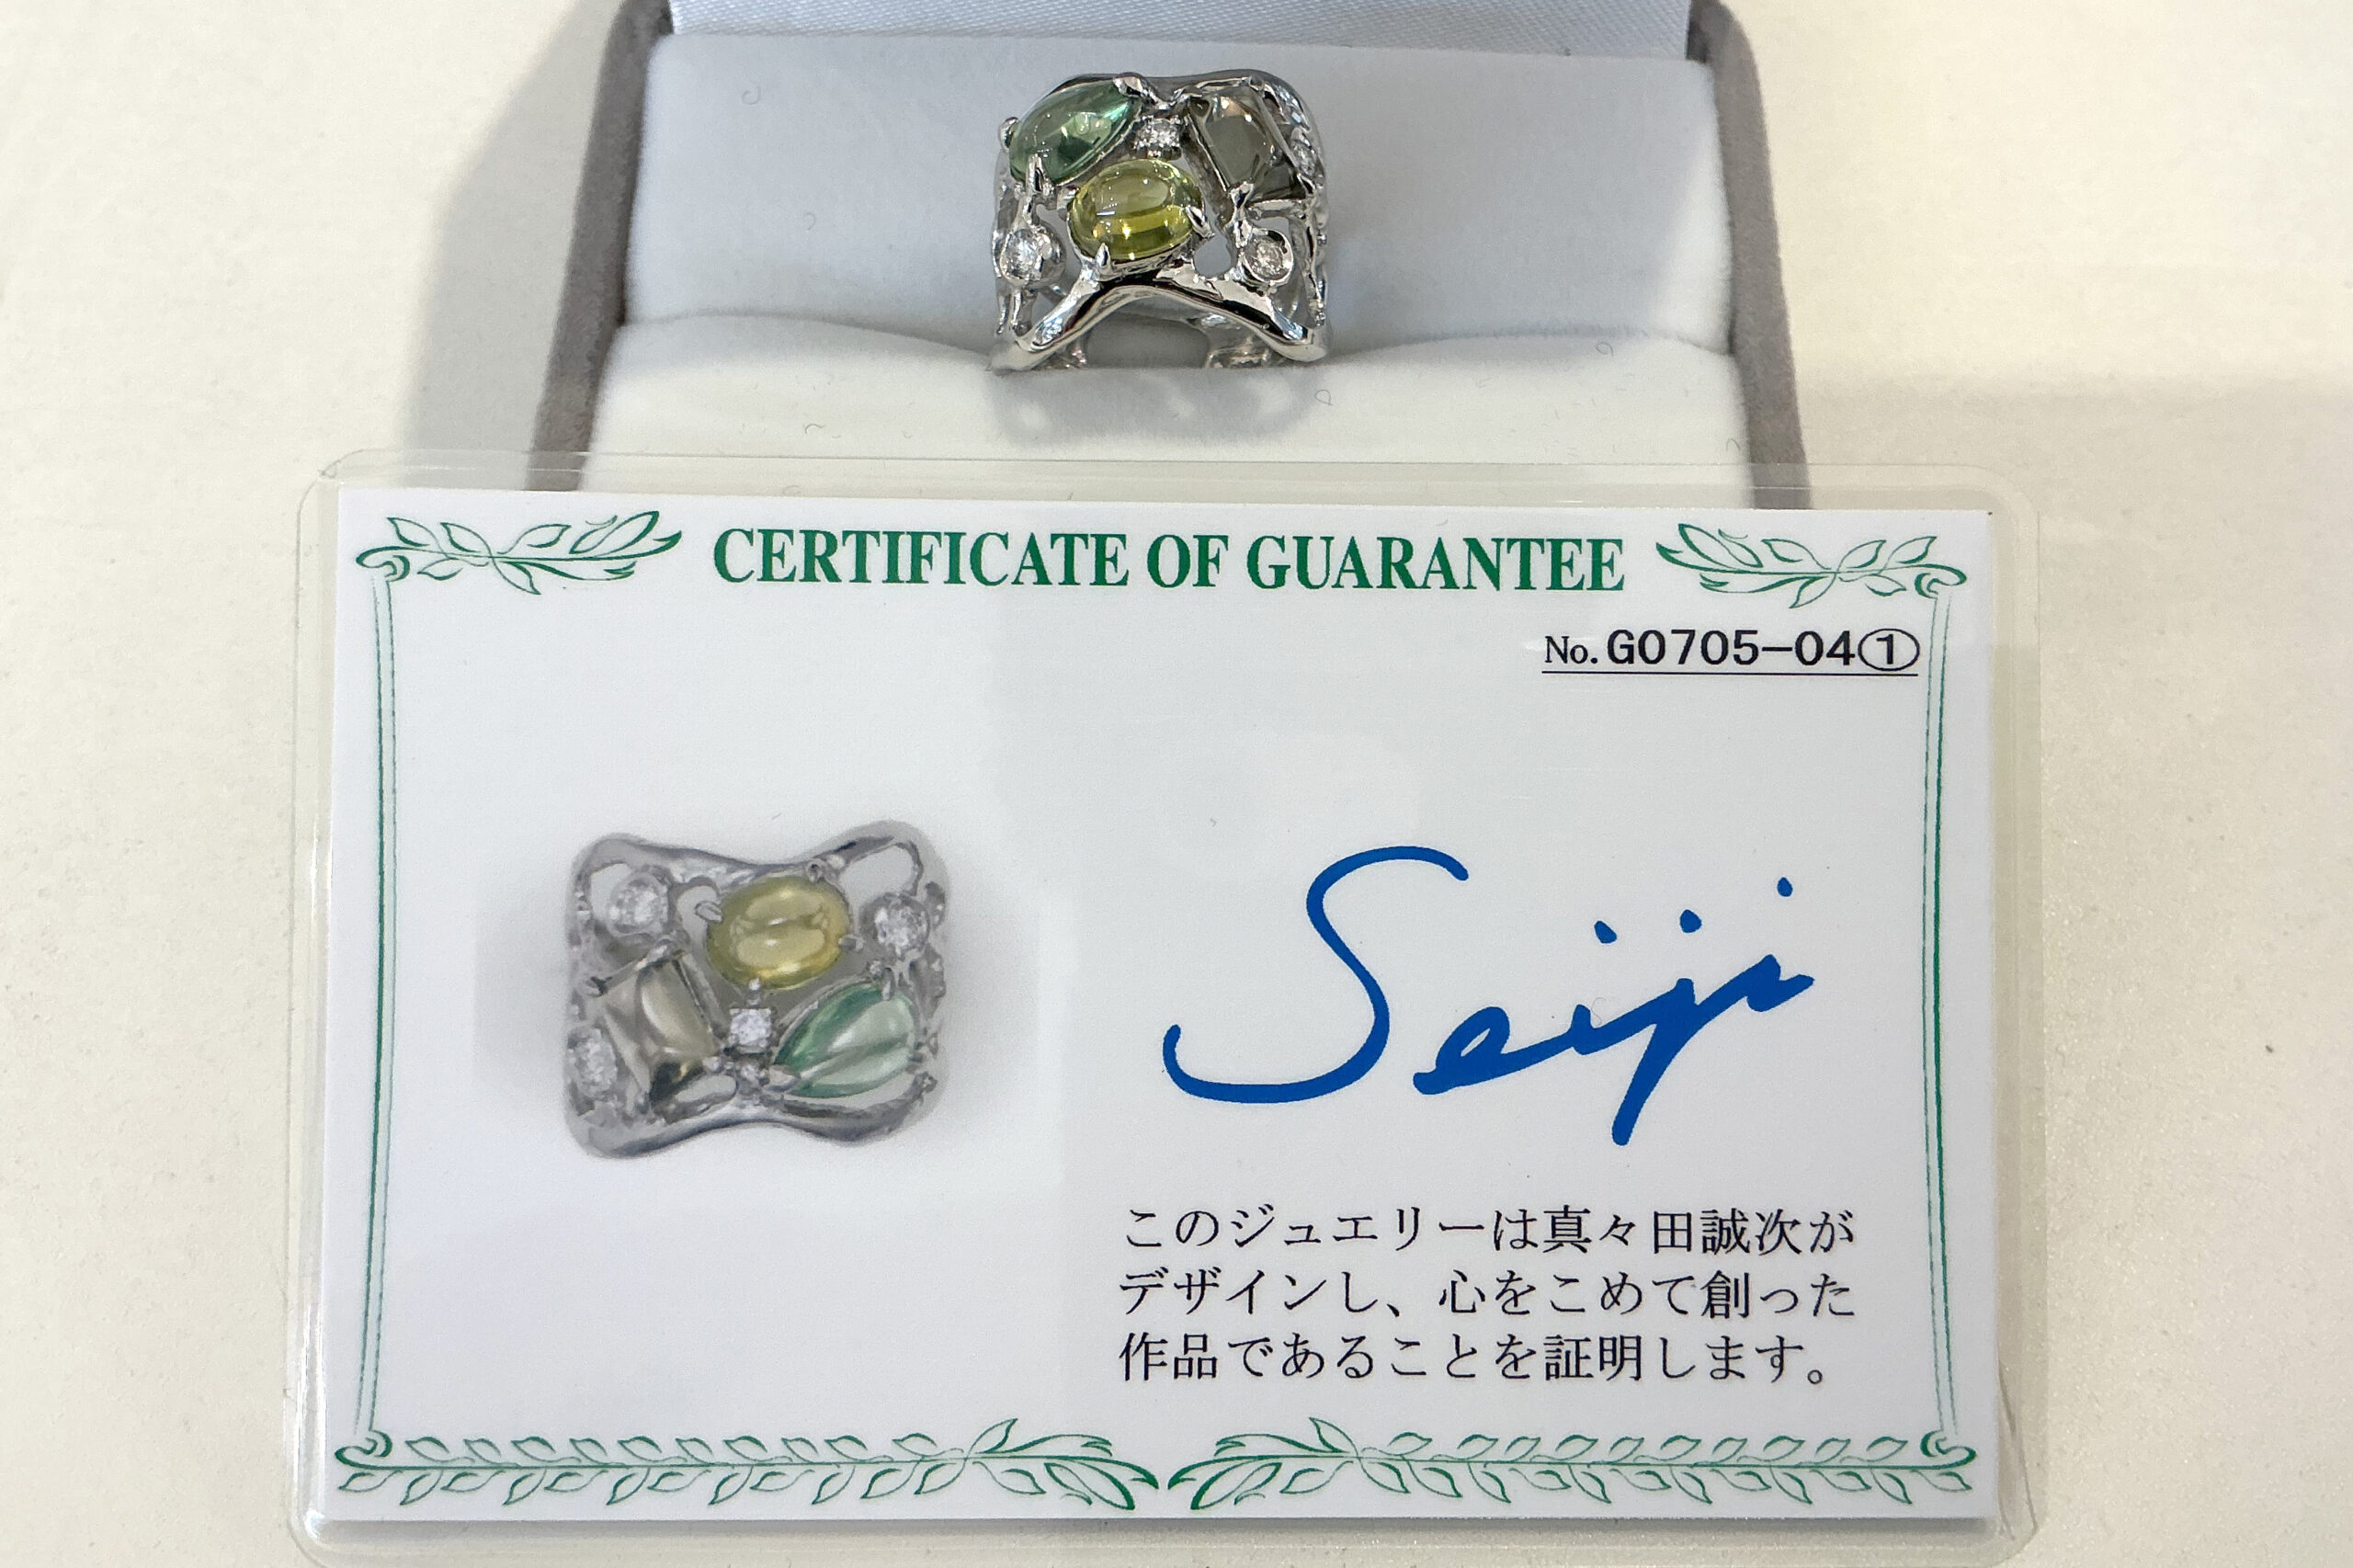 CERTIFICATE OF GUARANTEE
No. G0705-04①
Seiji
このジュエリーは真々田誠次が
デザインし、心をこめて創った
作品であることを証明します。